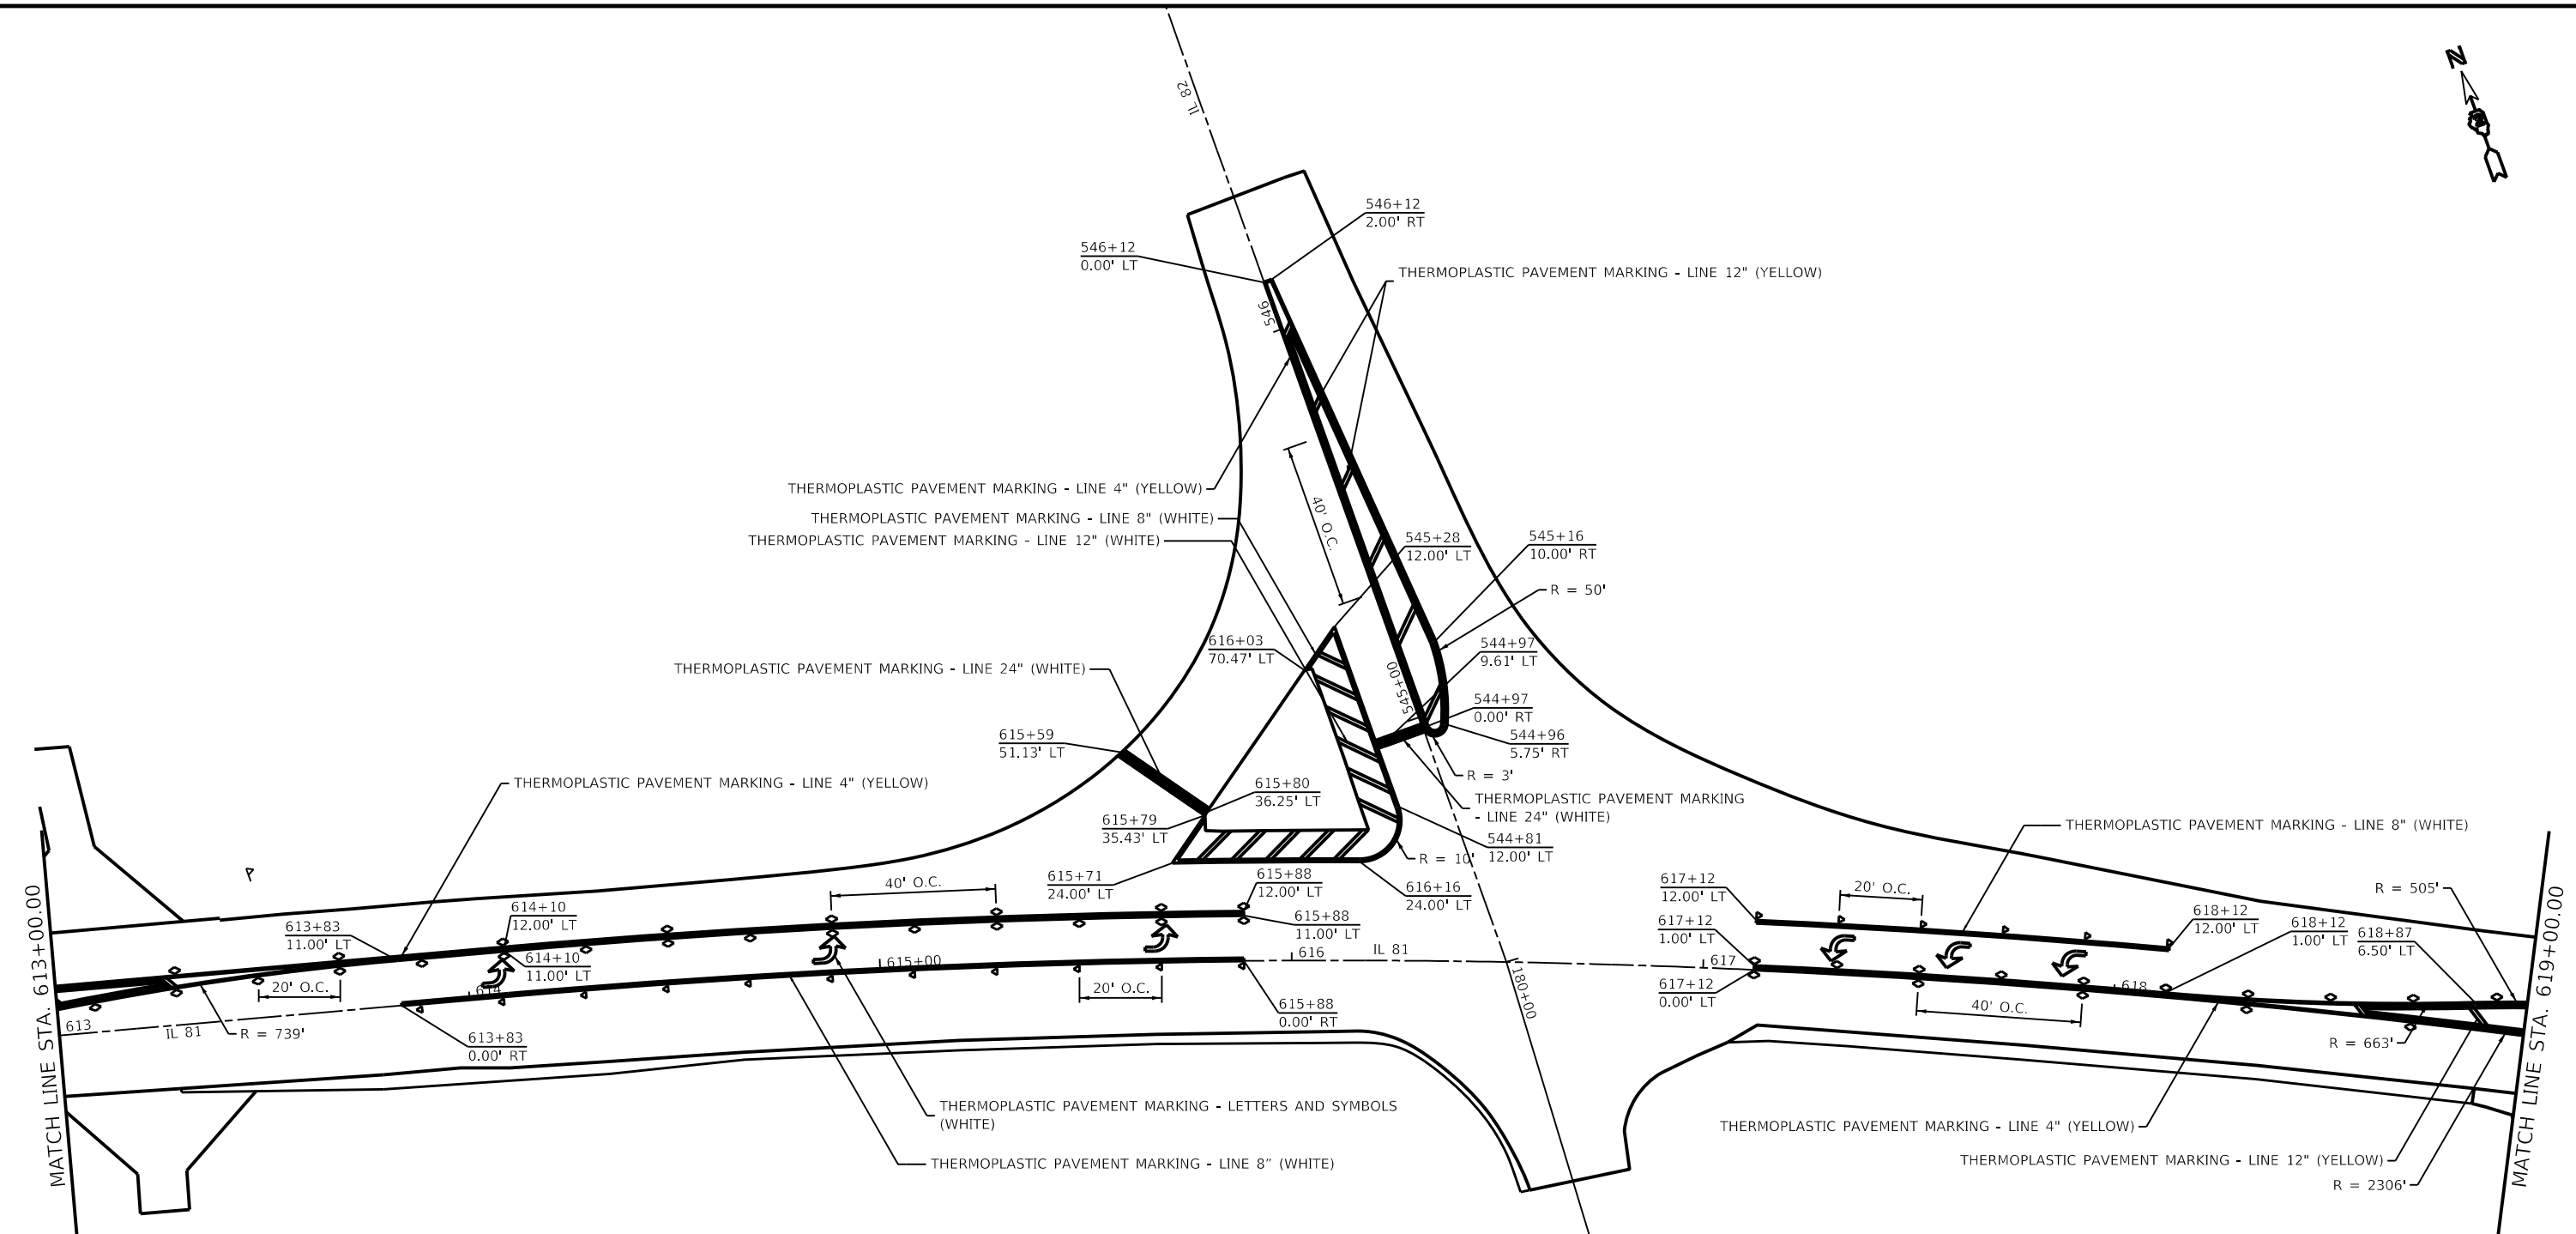 N
IL 82
546+12
2.00' RT
546+12
0.00' LT
THERMOPLASTIC PAVEMENT MARKING - LINE 12" (YELLOW)
546
THERMOPLASTIC PAVEMENT MARKING - LINE 4" (YELLOW)
THERMOPLASTIC PAVEMENT MARKING - LINE 8" (WHITE)
THERMOPLASTIC PAVEMENT MARKING - LINE 12" (WHITE)
40' O.C.
545+28
12.00' LT
545+16
10.00' RT
R = 50'
616+03
70.47' LT
544+97
9.61' LT
THERMOPLASTIC PAVEMENT MARKING - LINE 24" (WHITE)
545+00
544+97
0.00' RT
544+96
5.75' RT
615+59
51.13' LT
R = 3'
THERMOPLASTIC PAVEMENT MARKING - LINE 4" (YELLOW)
615+80
36.25' LT
THERMOPLASTIC PAVEMENT MARKING
- LINE 24" (WHITE)
615+79
35.43' LT
544+81
12.00' LT
R = 10'
THERMOPLASTIC PAVEMENT MARKING - LINE 8" (WHITE)
P
40' O.C.
615+71
24.00' LT
615+88
12.00' LT
616+16
24.00' LT
617+12
12.00' LT
20' O.C.
R = 505'
614+10
12.00' LT
613+83
11.00' LT
615+88
11.00' LT
617+12
1.00' LT
618+12
12.00' LT
618+12
1.00' LT
618+87
6.50' LT
614+10
11.00' LT
615+00
616
IL 81
617
20' O.C.
614
20' O.C.
617+12
0.00' LT
618
40' O.C.
180+00
615+88
0.00' RT
613
IL 81
R = 739'
613+83
0.00' RT
R = 663'
MATCH LINE STA. 613+00.00
MATCH LINE STA. 619+00.00
THERMOPLASTIC PAVEMENT MARKING - LETTERS AND SYMBOLS
(WHITE)
THERMOPLASTIC PAVEMENT MARKING - LINE 4" (YELLOW)
THERMOPLASTIC PAVEMENT MARKING - LINE 8" (WHITE)
THERMOPLASTIC PAVEMENT MARKING - LINE 12" (YELLOW)
R = 2306'